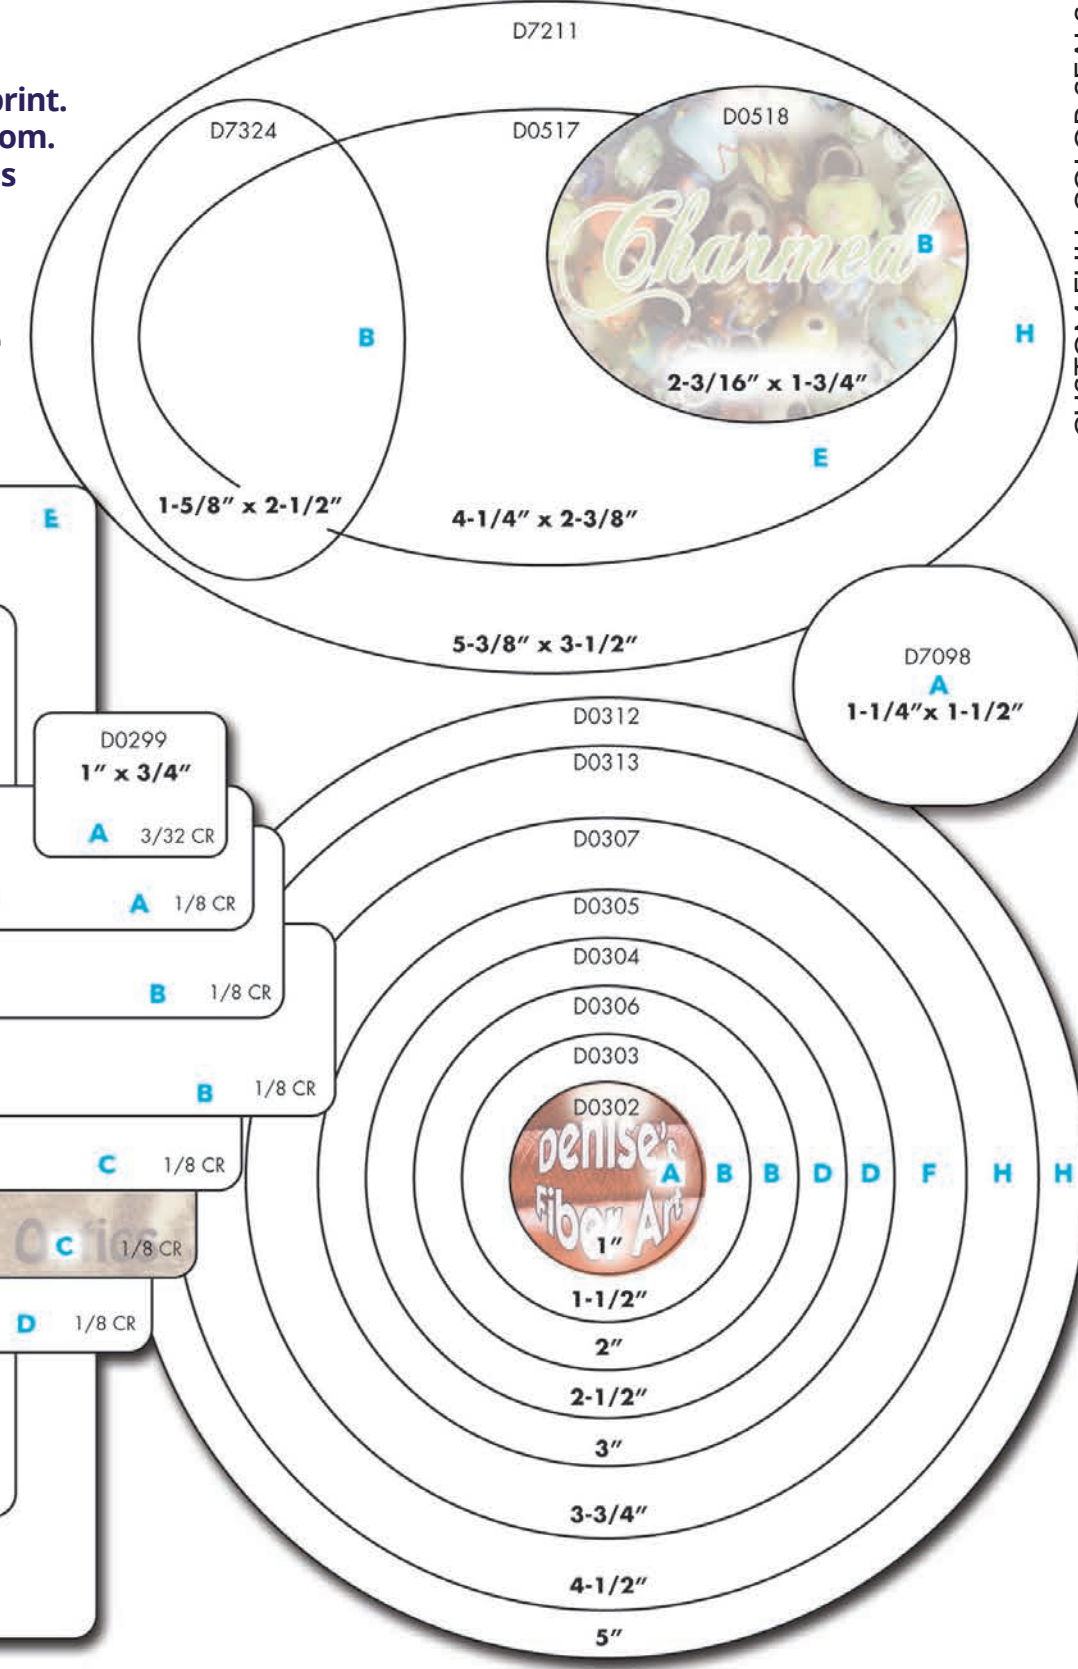 print.
om.
s
D7211
D7324
D0517
D0518
Charmed
B
B
H
2-3/16" x 1-3/4"
E
1-5/8" x 2-1/2"
4-1/4" x 2-3/8"
5-3/8" x 3-1/2"
E
D7098
A
1-1/4"x 1-1/2"
D0299
1" x 3/4"
A 3/32 CR
A 1/8 CR
B 1/8 CR
B 1/8 CR
C 1/8 CR
C 1/8 CR
D 1/8 CR
D0312
D0313
D0307
D0305
D0304
D0306
D0303
D0302
Denise's
Fiber Art
A B B D D F H H
1"
1-1/2"
2"
2-1/2"
3"
3-3/4"
4-1/2"
5"